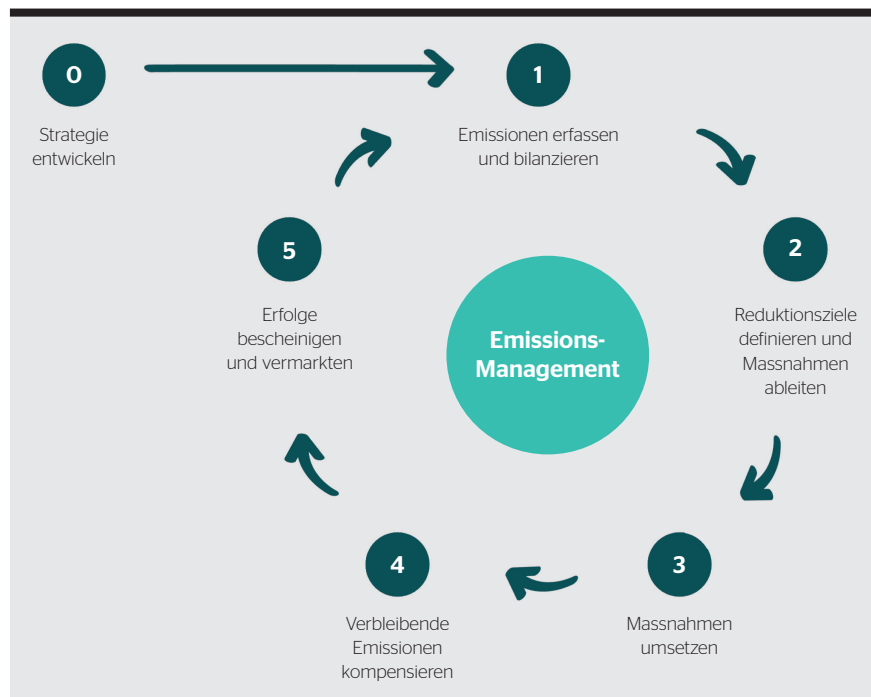 0
Strategie
entwickeln
1
Emissionen erfassen
und bilanzieren
2
Reduktionsziele
definieren und
Massnahmen
ableiten
3
Massnahmen
umsetzen
4
Verbleibende
Emissionen
kompensieren
5
Erfolge
bescheinigen
und vermarkten
Emissions-
Management